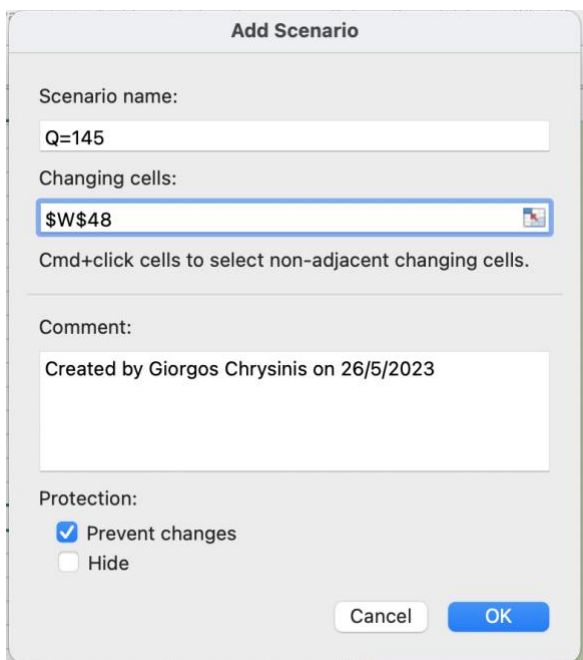 Add Scenario
Scenario name:
Q=145
Changing cells:
$W$48
Cmd+click cells to select non-adjacent changing cells.
Comment:
Created by Giorgos Chrysinis on 26/5/2023
Protection:
Prevent changes
Hide
Cancel OK